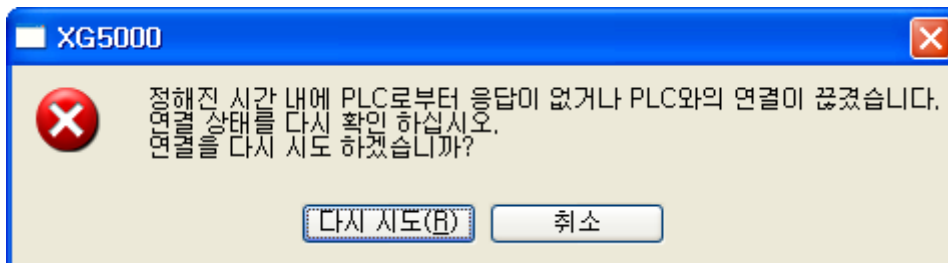 XG5000
정해진 시간 내에 PLC로부터 응답이 없거나 PLC와의 연결이 끊겼습니다.
연결 상태를 다시 확인 하십시오.
연결을 다시 시도 하겠습니까?
다시 시도(R) 취소